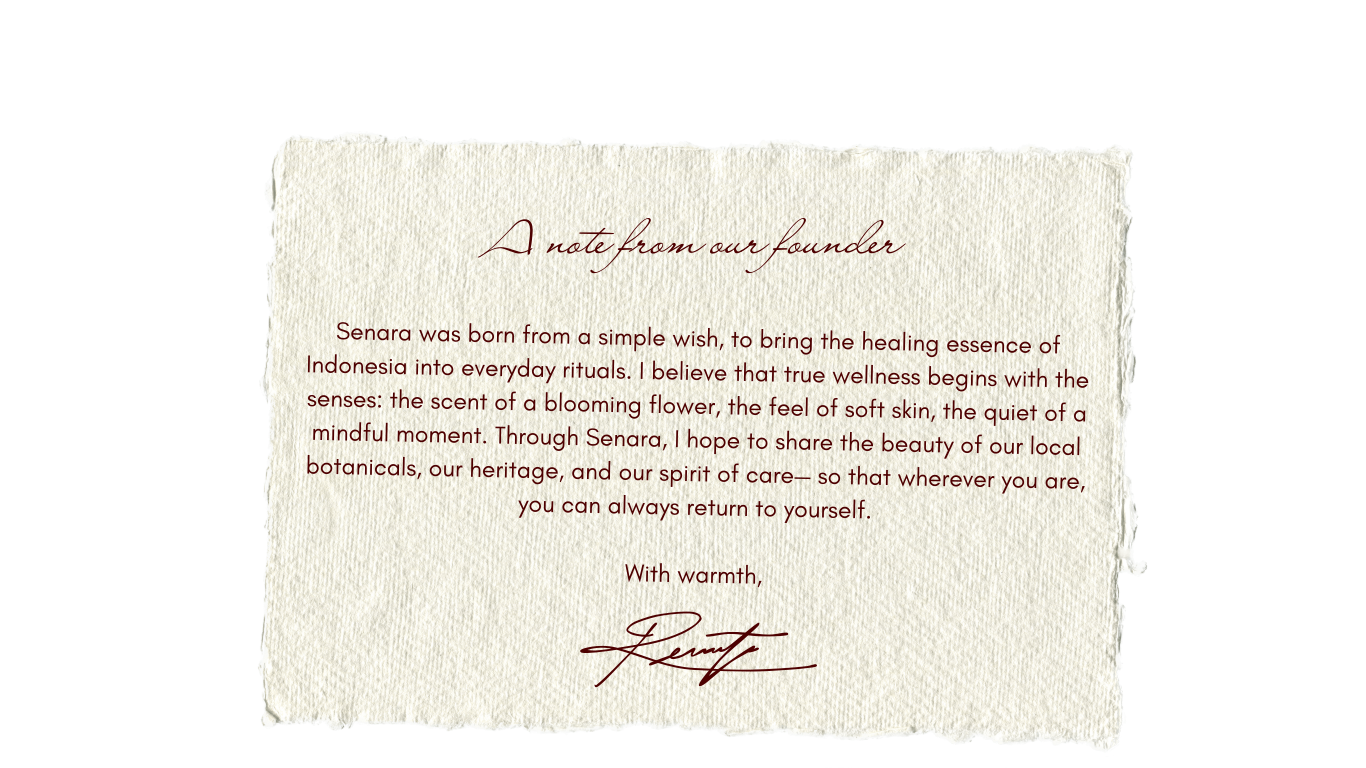 A note from our founder
Senara was born from a simple wish, to bring the healing essence of
Indonesia into everyday rituals. I believe that true wellness begins with the
senses: the scent of a blooming flower, the feel of soft skin, the quiet of a
mindful moment. Through Senara, I hope to share the beauty of our local
botanicals, our heritage, and our spirit of care— so that wherever you are,
you can always return to yourself.
With warmth,